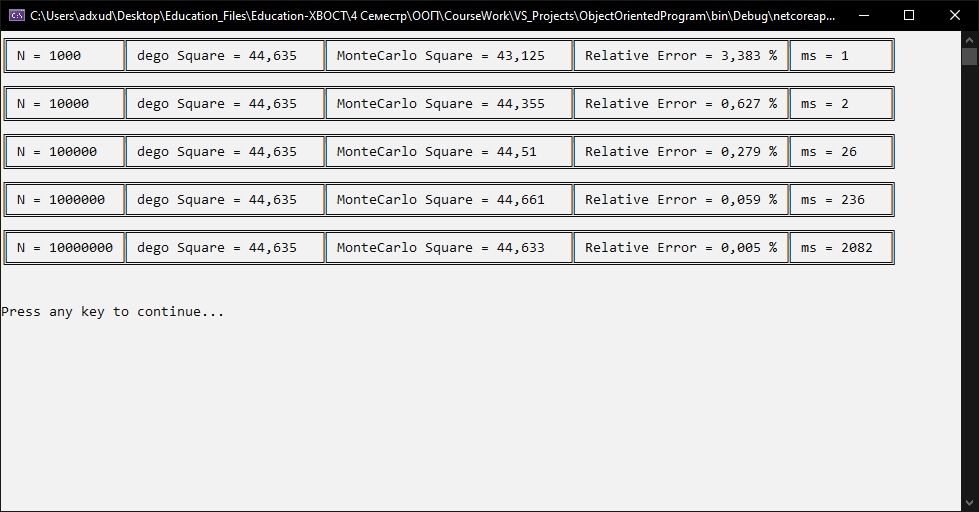 C:\Users\adxud\Desktop\Education_Files\Education-ХВОСТ\4 Семестр\ООП\CourseWork\VS_Projects\ObjectOrientedProgram\bin\Debug\netcoreap...
N = 1000 dego Square = 44,635 MonteCarlo Square = 43,125 Relative Error = 3,383 % ms = 1
N = 10000 dego Square = 44,635 MonteCarlo Square = 44,355 Relative Error = 0,627 % ms = 2
N = 100000 dego Square = 44,635 MonteCarlo Square = 44,51 Relative Error = 0,279 % ms = 26
N = 1000000 dego Square = 44,635 MonteCarlo Square = 44,661 Relative Error = 0,059 % ms = 236
N = 10000000 dego Square = 44,635 MonteCarlo Square = 44,633 Relative Error = 0,005 % ms = 2082
Press any key to continue...